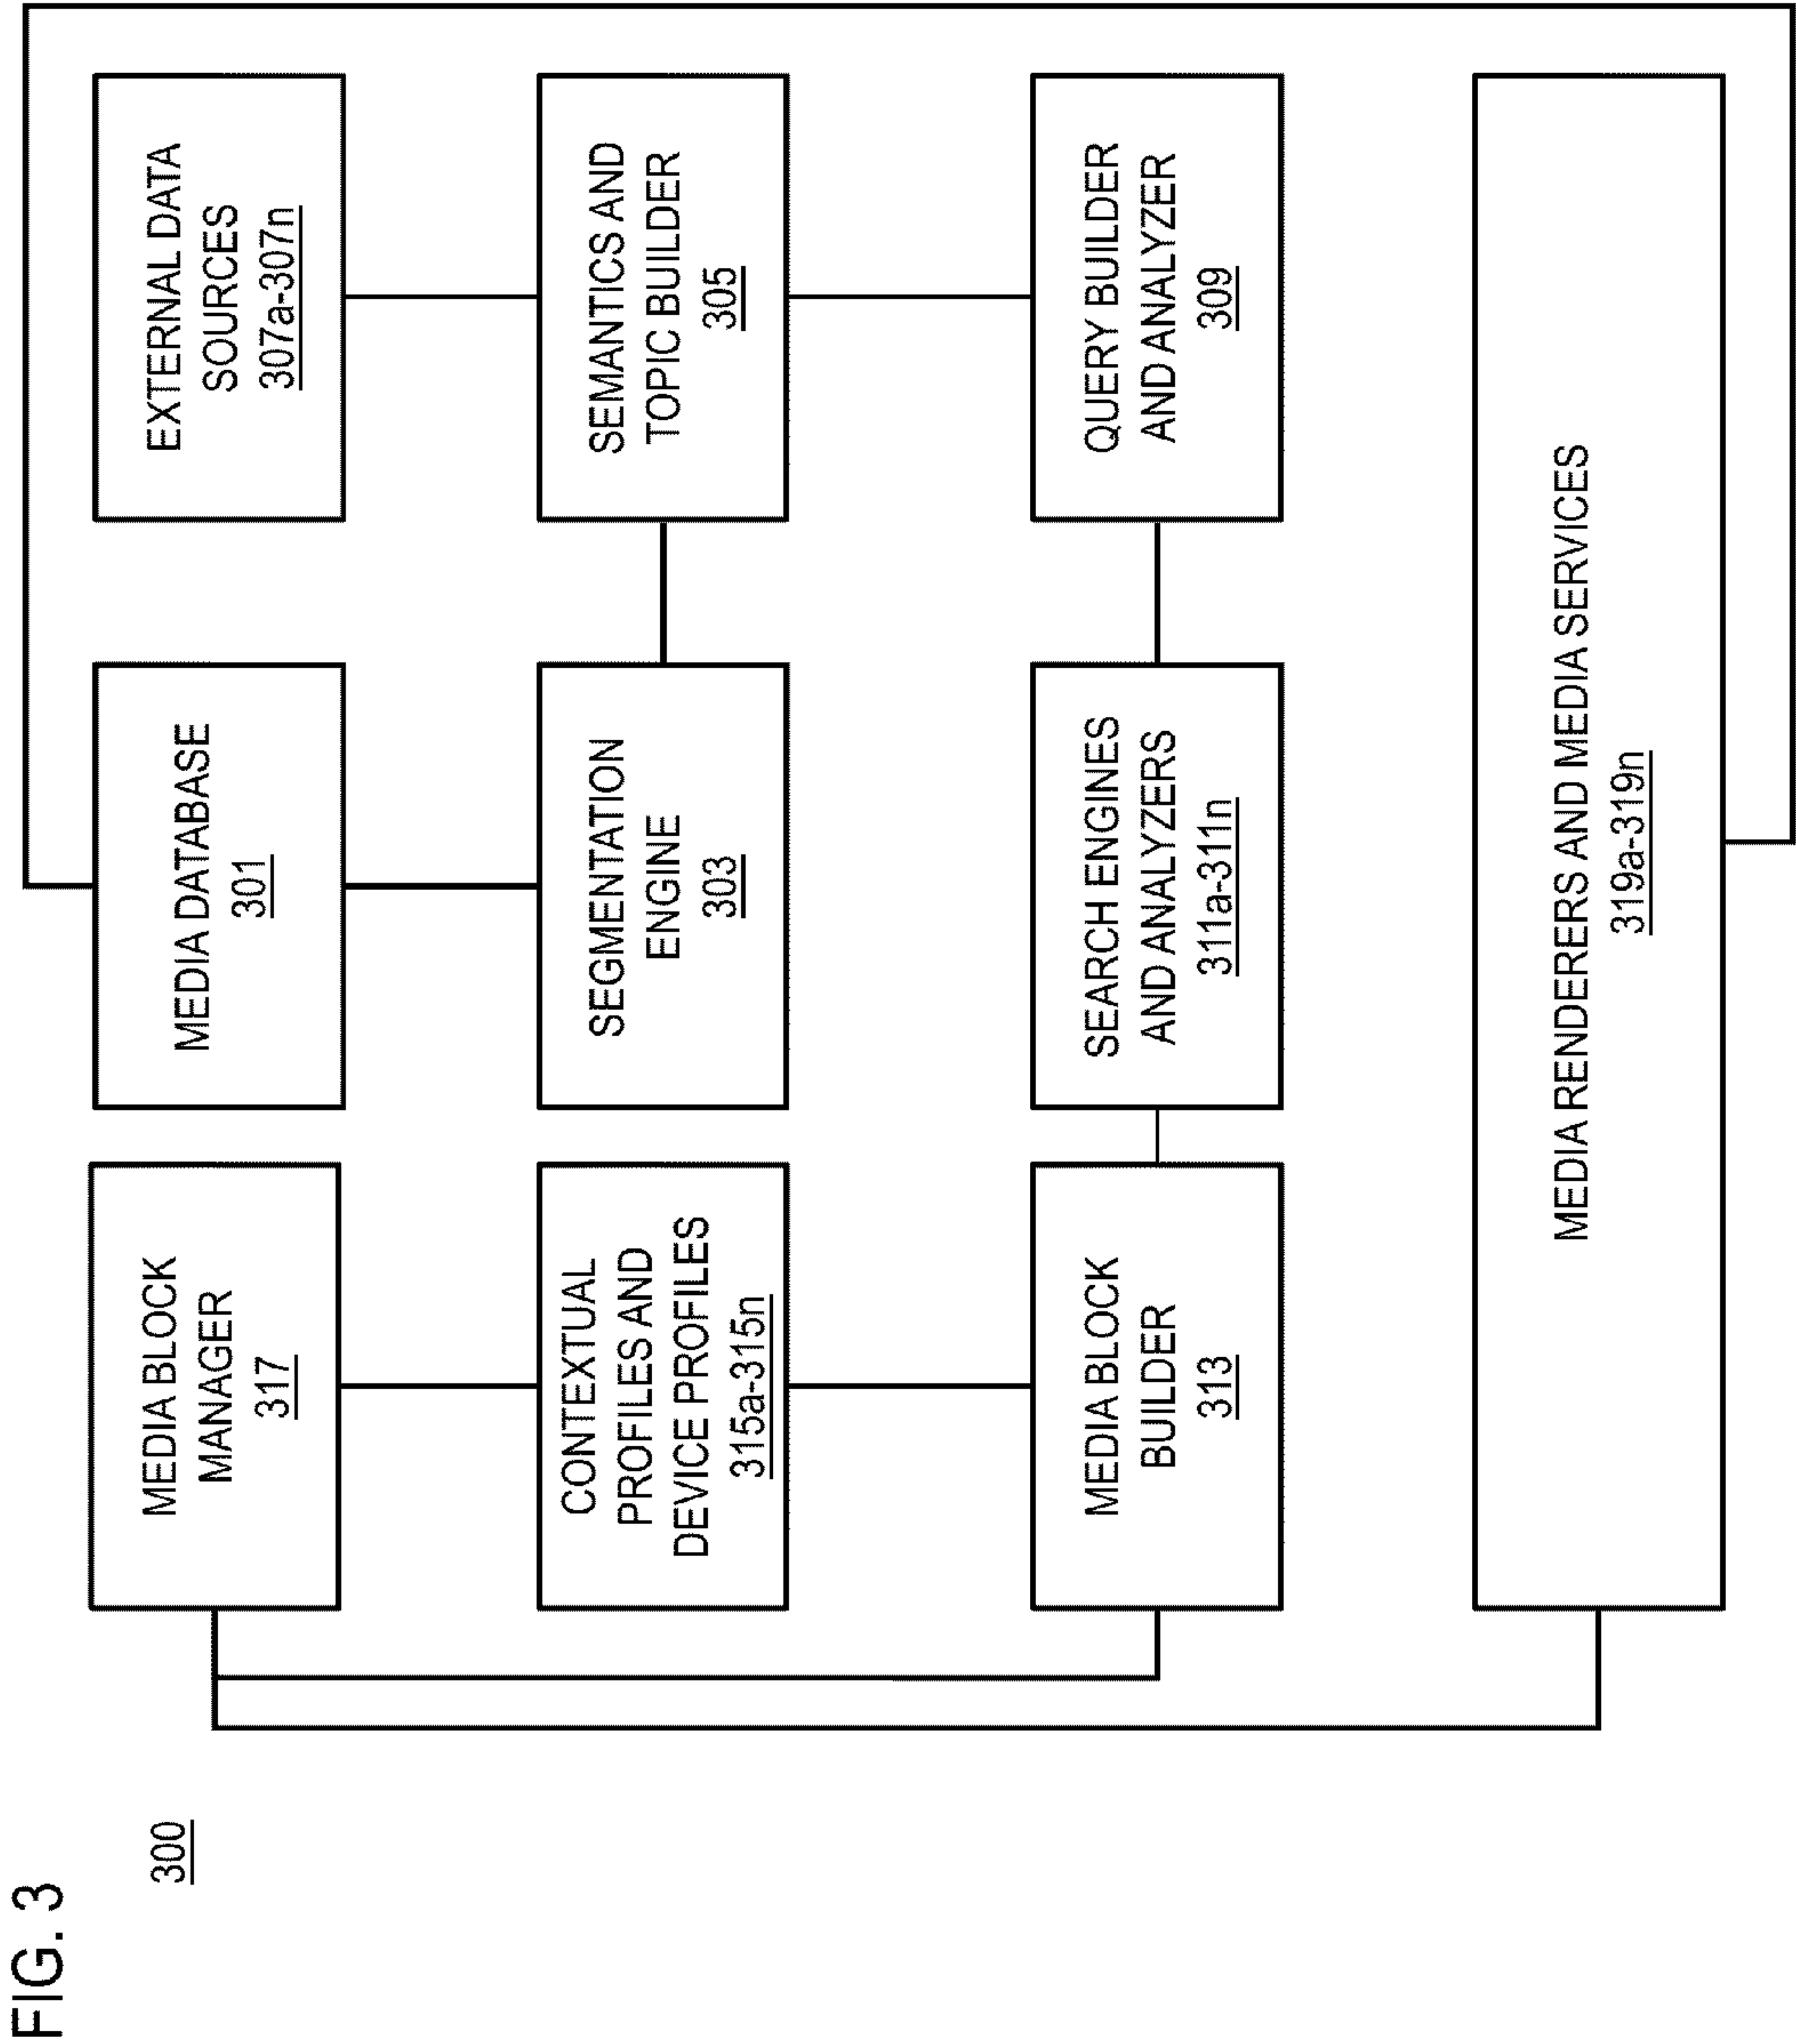 FIG. 3
300
MEDIA BLOCK
MANAGER
317
MEDIA DATABASE
301
EXTERNAL DATA
SOURCES
307a-307n
CONTEXTUAL
PROFILES AND
DEVICE PROFILES
315a-315n
SEGMENTATION
ENGINE
303
SEMANTICS AND
TOPIC BUILDER
305
MEDIA BLOCK
BUILDER
313
SEARCH ENGINES
AND ANALYZERS
311a-311n
QUERY BUILDER
AND ANALYZER
309
MEDIA RENDERERS AND MEDIA SERVICES
319a-319n